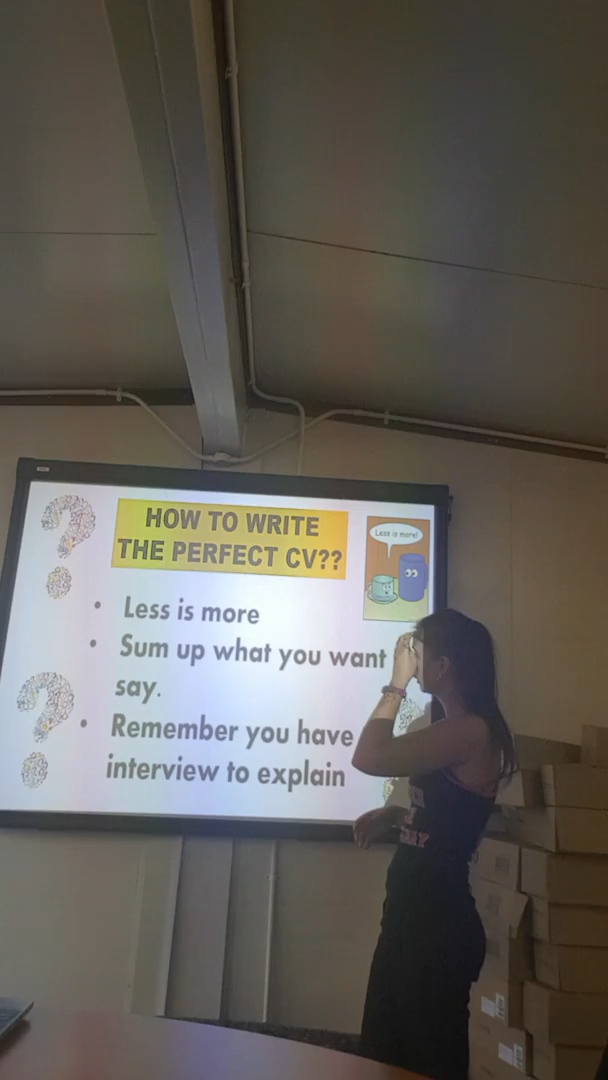 HOW TO WRITE
THE PERFECT CV??
Less is more!
• Less is more
• Sum up what you want
say.
• Remember you have
interview to explain